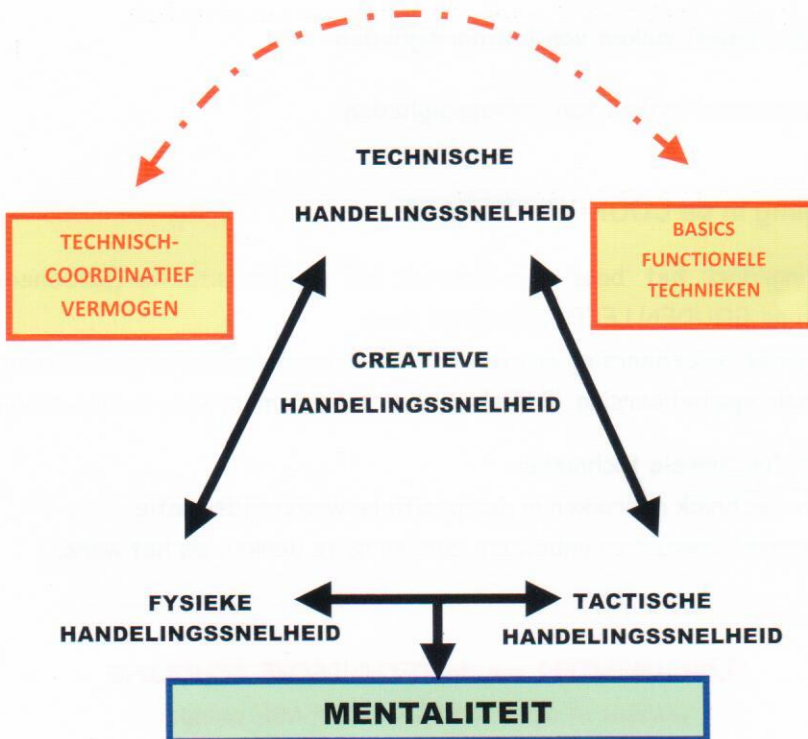 TECHNISCHE
HANDELINGSSNELHEID
TECHNISCH-
COORDINATIEF
VERMOGEN
BASICS
FUNCTIONELE
TECHNIEKEN
CREATIEVE
HANDELINGSSNELHEID
FYSIEKE
HANDELINGSSNELHEID
TACTISCHE
HANDELINGSSNELHEID
MENTALITEIT